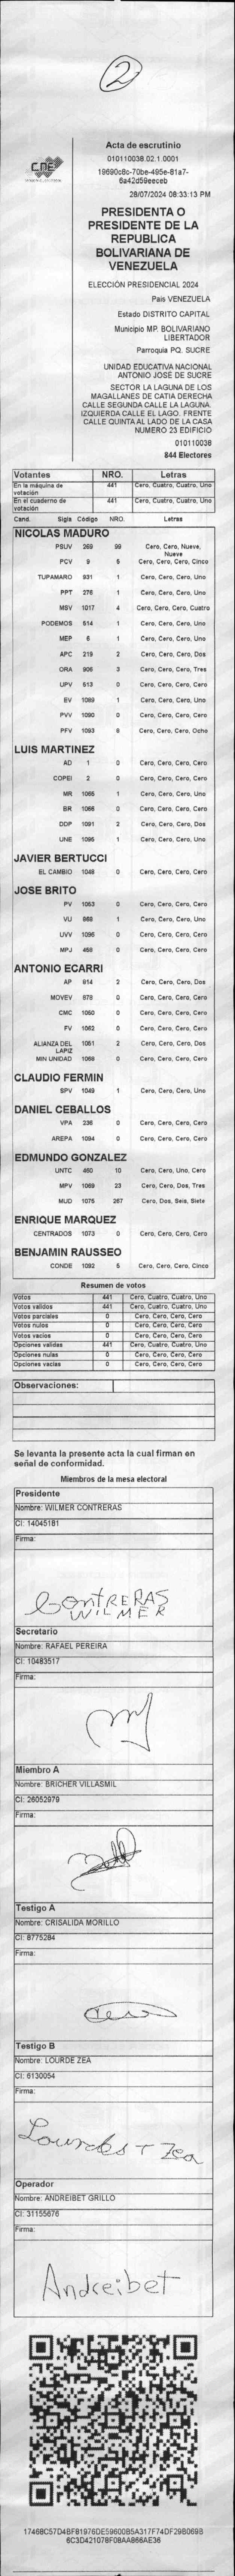 2
CNE
Acta de escrutinio
010110038.02.1.0001
19690c6c-70be-495e-81a7-
6a42d59eeceb
28/07/2024 08:33:13 PM
PRESIDENTA O
PRESIDENTE DE LA
REPUBLICA
BOLIVARIANA DE
VENEZUELA
ELECCIÓN PRESIDENCIAL 2024
Pais VENEZUELA
Estado DISTRITO CAPITAL
Municipio MP. BOLIVARIANO
LIBERTADOR
Parroquia PQ. SUCRE
UNIDAD EDUCATIVA NACIONAL
ANTONIO JOSÉ DE SUCRE
SECTOR LA LAGUNA DE LOS
MAGALLANES DE CATIA DERECHA
CALLE SEGUNDA CALLE LA LAGUNA.
IZQUIERDA CALLE EL LAGO. FRENTE
CALLE QUINTA AL LADO DE LA CASA
NUMERO 23 EDIFICIO
010110038
844 Electores
Votantes NRO. Letras
En la máquina de votación 441 Cero, Cuatro, Cuatro, Uno
En el cuaderno de votación 441 Cero, Cuatro, Cuatro, Uno
Cand. Sigla Código NRO. Letras
NICOLAS MADURO
PSUV 269 99 Cero, Cero, Nueve, Nueve
PCV 9 5 Cero, Cero, Cero, Cinco
TUPAMARO 931 1 Cero, Cero, Cero, Uno
PPT 276 1 Cero, Cero, Cero, Uno
MSV 1017 4 Cero, Cero, Cero, Cuatro
PODEMOS 514 1 Cero, Cero, Cero, Uno
MEP 6 1 Cero, Cero, Cero, Uno
APC 219 2 Cero, Cero, Cero, Dos
ORA 906 3 Cero, Cero, Cero, Tres
UPV 513 0 Cero, Cero, Cero, Cero
EV 1089 1 Cero, Cero, Cero, Uno
PVV 1090 0 Cero, Cero, Cero, Cero
PFV 1093 8 Cero, Cero, Cero, Ocho
LUIS MARTINEZ
AD 1 0 Cero, Cero, Cero, Cero
COPEI 2 0 Cero, Cero, Cero, Cero
MR 1065 1 Cero, Cero, Cero, Uno
BR 1066 0 Cero, Cero, Cero, Cero
DDP 1091 2 Cero, Cero, Cero, Dos
UNE 1095 1 Cero, Cero, Cero, Uno
JAVIER BERTUCCI
EL CAMBIO 1048 0 Cero, Cero, Cero, Cero
JOSE BRITO
PV 1053 0 Cero, Cero, Cero, Cero
VU 868 1 Cero, Cero, Cero, Uno
UVV 1096 0 Cero, Cero, Cero, Cero
MPJ 458 0 Cero, Cero, Cero, Cero
ANTONIO ECARRI
AP 914 2 Cero, Cero, Cero, Dos
MOVEV 878 0 Cero, Cero, Cero, Cero
CMC 1050 0 Cero, Cero, Cero, Cero
FV 1062 0 Cero, Cero, Cero, Cero
ALIANZA DEL LAPIZ 1051 2 Cero, Cero, Cero, Dos
MIN UNIDAD 1068 0 Cero, Cero, Cero, Cero
CLAUDIO FERMIN
SPV 1049 1 Cero, Cero, Cero, Uno
DANIEL CEBALLOS
VPA 236 0 Cero, Cero, Cero, Cero
AREPA 1094 0 Cero, Cero, Cero, Cero
EDMUNDO GONZALEZ
UNTC 460 10 Cero, Cero, Uno, Cero
MPV 1069 23 Cero, Cero, Dos, Tres
MUD 1075 267 Cero, Dos, Seis, Siete
ENRIQUE MARQUEZ
CENTRADOS 1073 0 Cero, Cero, Cero, Cero
BENJAMIN RAUSSEO
CONDE 1092 5 Cero, Cero, Cero, Cinco
Resumen de votos
Votos 441 Cero, Cuatro, Cuatro, Uno
Votos validos 441 Cero, Cuatro, Cuatro, Uno
Votos parciales 0 Cero, Cero, Cero, Cero
Votos nulos 0 Cero, Cero, Cero, Cero
Votos vacios 0 Cero, Cero, Cero, Cero
Opciones validas 441 Cero, Cuatro, Cuatro, Uno
Opciones nulas 0 Cero, Cero, Cero, Cero
Opciones vacias 0 Cero, Cero, Cero, Cero
Observaciones:
Se levanta la presente acta la cual firman en
señal de conformidad.
Miembros de la mesa electoral
Presidente
Nombre: WILMER CONTRERAS
CI: 14045181
Firma:
CONTRERAS
WILMER
Secretario
Nombre: RAFAEL PEREIRA
CI: 10483517
Firma:
Miembro A
Nombre: BRICHER VILLASMIL
CI: 26052979
Firma:
Testigo A
Nombre: CRISALIDA MORILLO
CI: 8775284
Firma:
Testigo B
Nombre: LOURDE ZEA
CI: 6130054
Firma:
Lourdes T Zea
Operador
Nombre: ANDREIBET GRILLO
CI: 31155676
Firma:
Andreibet
17468C57D4BF81976DE59600B5A317F74DF29B069B
6C3D421078F08AA866AE36